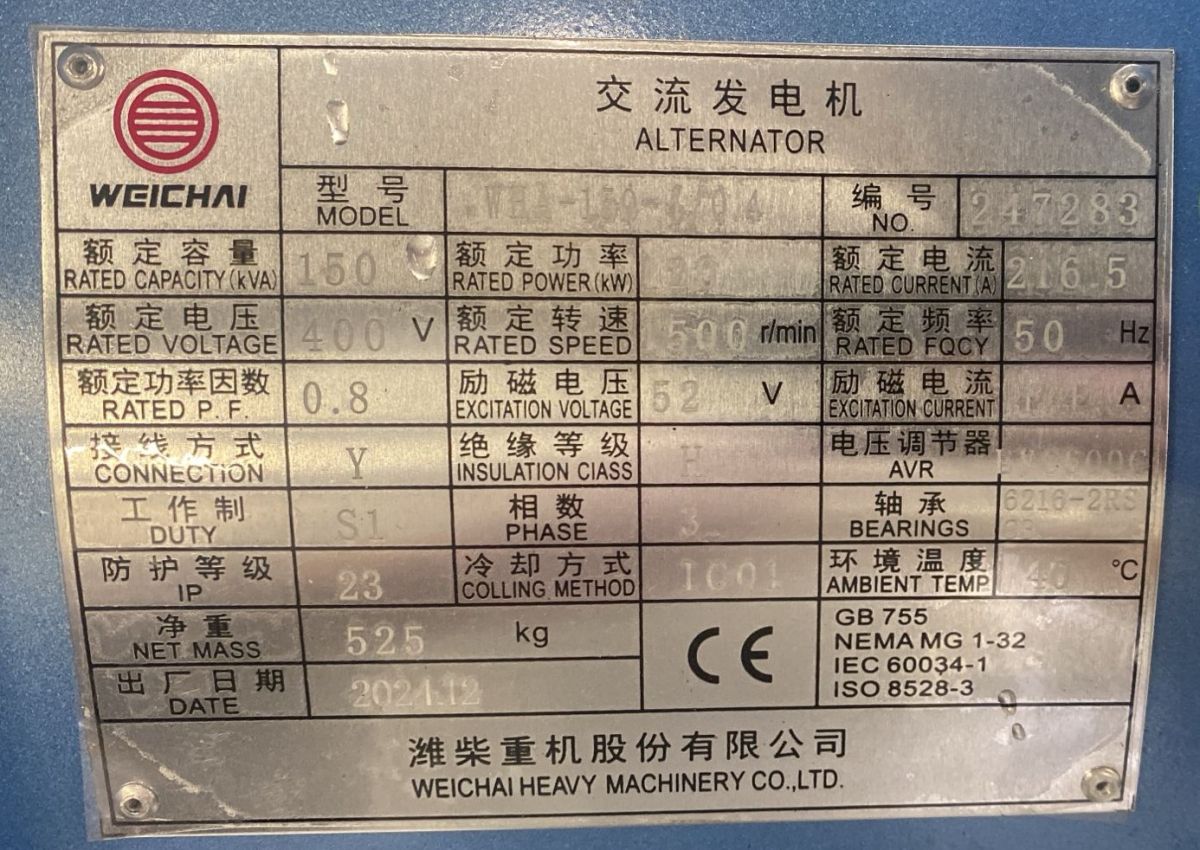 WEICHAI
交流发电机
ALTERNATOR
型号
MODEL
编号
NO.
247283
额定容量
RATED CAPACITY(kVA)
150
额定功率
RATED POWER(kW)
额定电流
RATED CURRENT(A)
216.5
额定电压
RATED VOLTAGE
400 V
额定转速
RATED SPEED
1500 r/min
额定频率
RATED FQCY
50 Hz
额定功率因数
RATED P.F.
0.8
励磁电压
EXCITATION VOLTAGE
52 V
励磁电流
EXCITATION CURRENT
A
接线方式
CONNECTION
Y
绝缘等级
INSULATION CIASS
H
电压调节器
AVR
工作制
DUTY
S1
相数
PHASE
3
轴承
BEARINGS
6216-2RS
C3
防护等级
IP
23
冷却方式
COLLING METHOD
IC01
环境温度
AMBIENT TEMP
40 ℃
净重
NET MASS
525 kg
出厂日期
DATE
2024.12
CE
GB 755
NEMA MG 1-32
IEC 60034-1
ISO 8528-3
潍柴重机股份有限公司
WEICHAI HEAVY MACHINERY CO.,LTD.